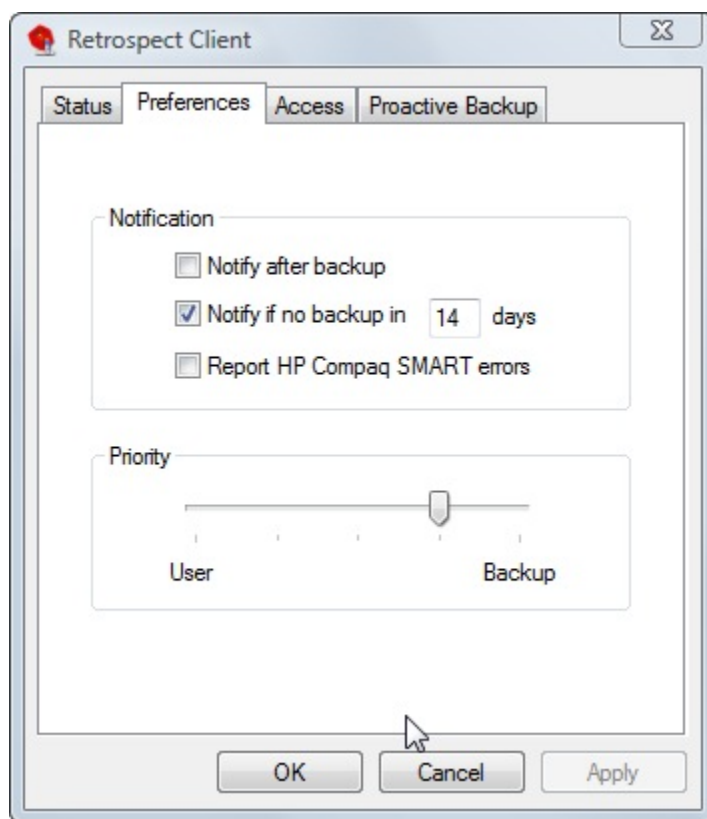 Retrospect Client
Status Preferences Access Proactive Backup
Notification
Notify after backup
Notify if no backup in 14 days
Report HP Compaq SMART errors
Priority
User Backup
OK Cancel Apply